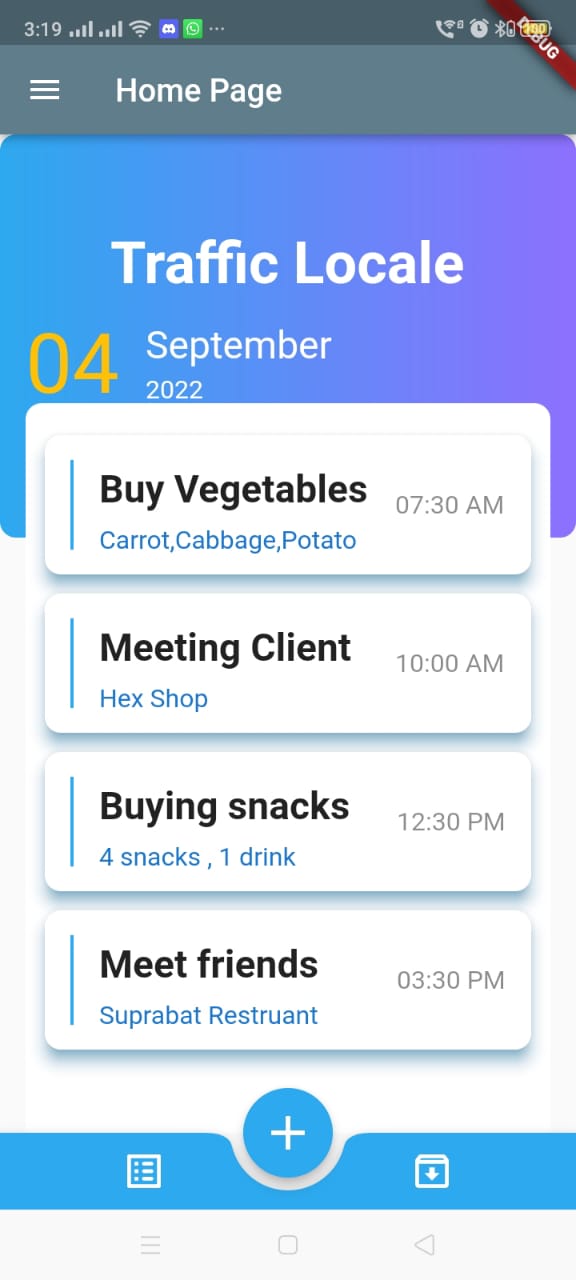 3:19
100
DEBUG
Home Page
Traffic Locale
04
September
2022
Buy Vegetables
07:30 AM
Carrot,Cabbage,Potato
Meeting Client
10:00 AM
Hex Shop
Buying snacks
12:30 PM
4 snacks , 1 drink
Meet friends
03:30 PM
Suprabat Restruant